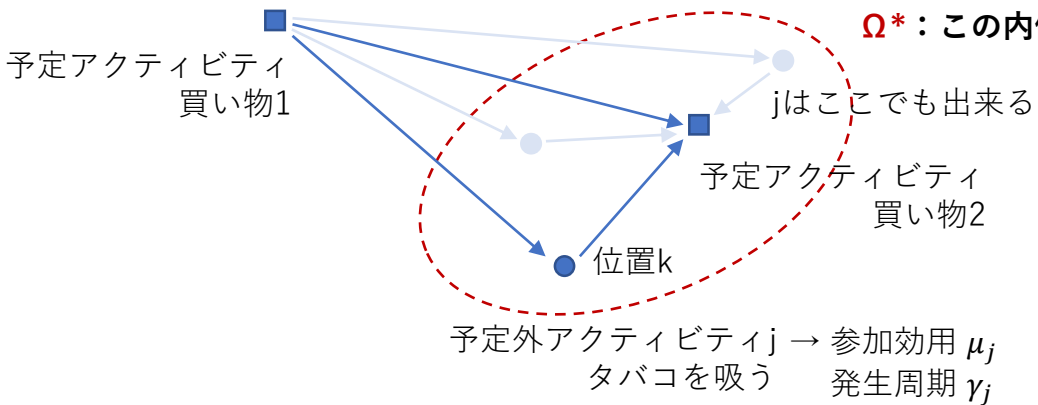 Ω*：この内
予定アクティビティ
買い物1
jはここでも出来る
予定アクティビティ
買い物2
位置k
予定外アクティビティj → 参加効用 μj
タバコを吸う 発生周期 γj